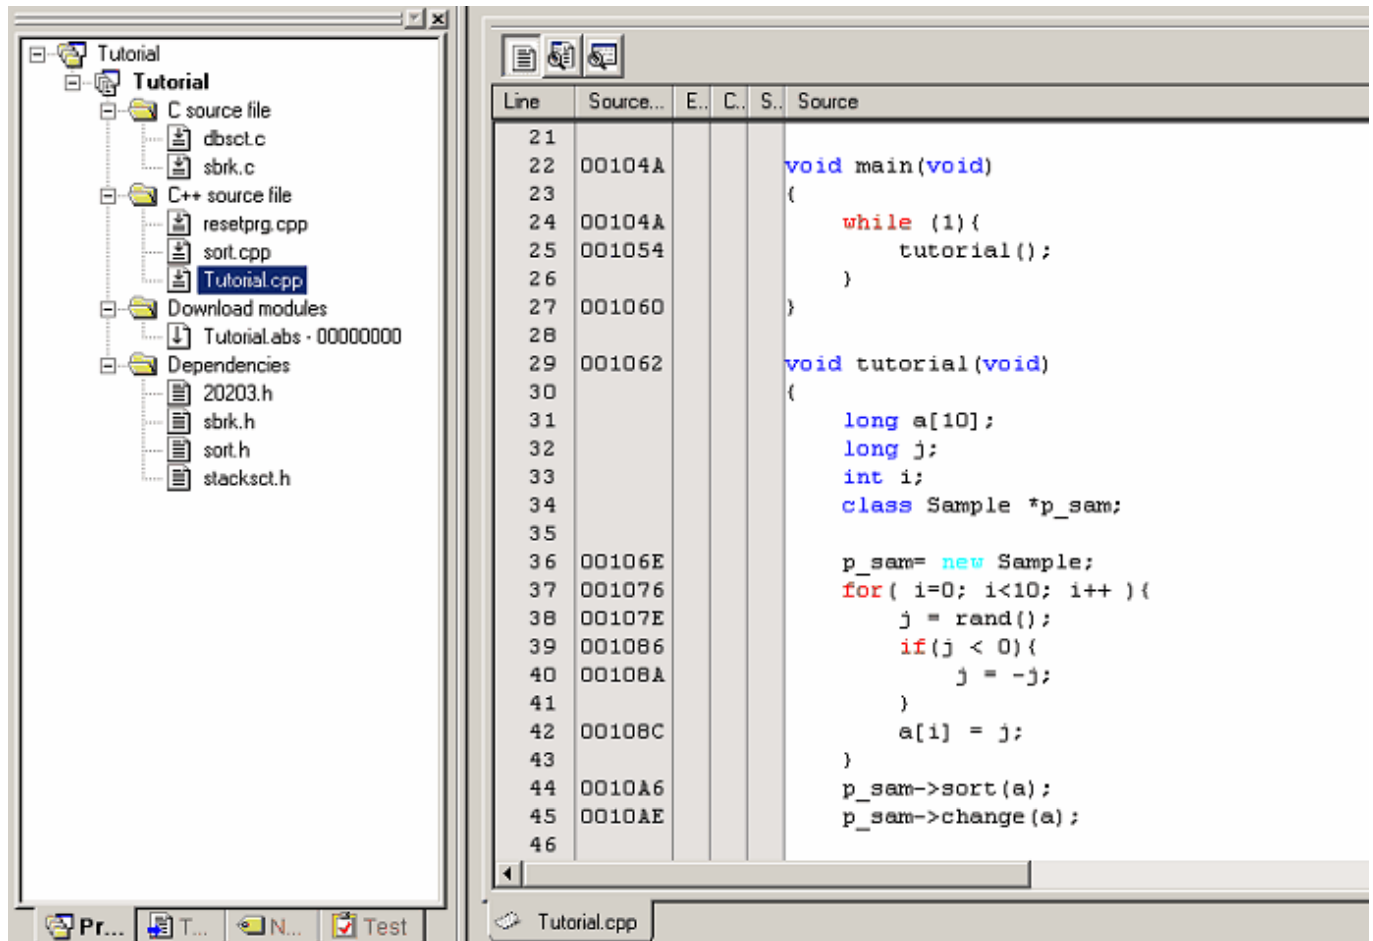 Tutorial
Tutorial
C source file
dbsct.c
sbrk.c
C++ source file
resetprg.cpp
sort.cpp
Tutorial.cpp
Download modules
Tutorial.abs - 00000000
Dependencies
20203.h
sbrk.h
sort.h
stacksct.h
Pr... T... N... Test
Line Source... E.. C.. S.. Source
21
22 00104A void main(void)
23 {
24 00104A while (1){
25 001054 tutorial();
26 }
27 001060 }
28
29 001062 void tutorial(void)
30 {
31 long a[10];
32 long j;
33 int i;
34 class Sample *p_sam;
35
36 00106E p_sam= new Sample;
37 001076 for( i=0; i<10; i++ ){
38 00107E j = rand();
39 001086 if(j < 0){
40 00108A j = -j;
41 }
42 00108C a[i] = j;
43 }
44 0010A6 p_sam->sort(a);
45 0010AE p_sam->change(a);
46
Tutorial.cpp